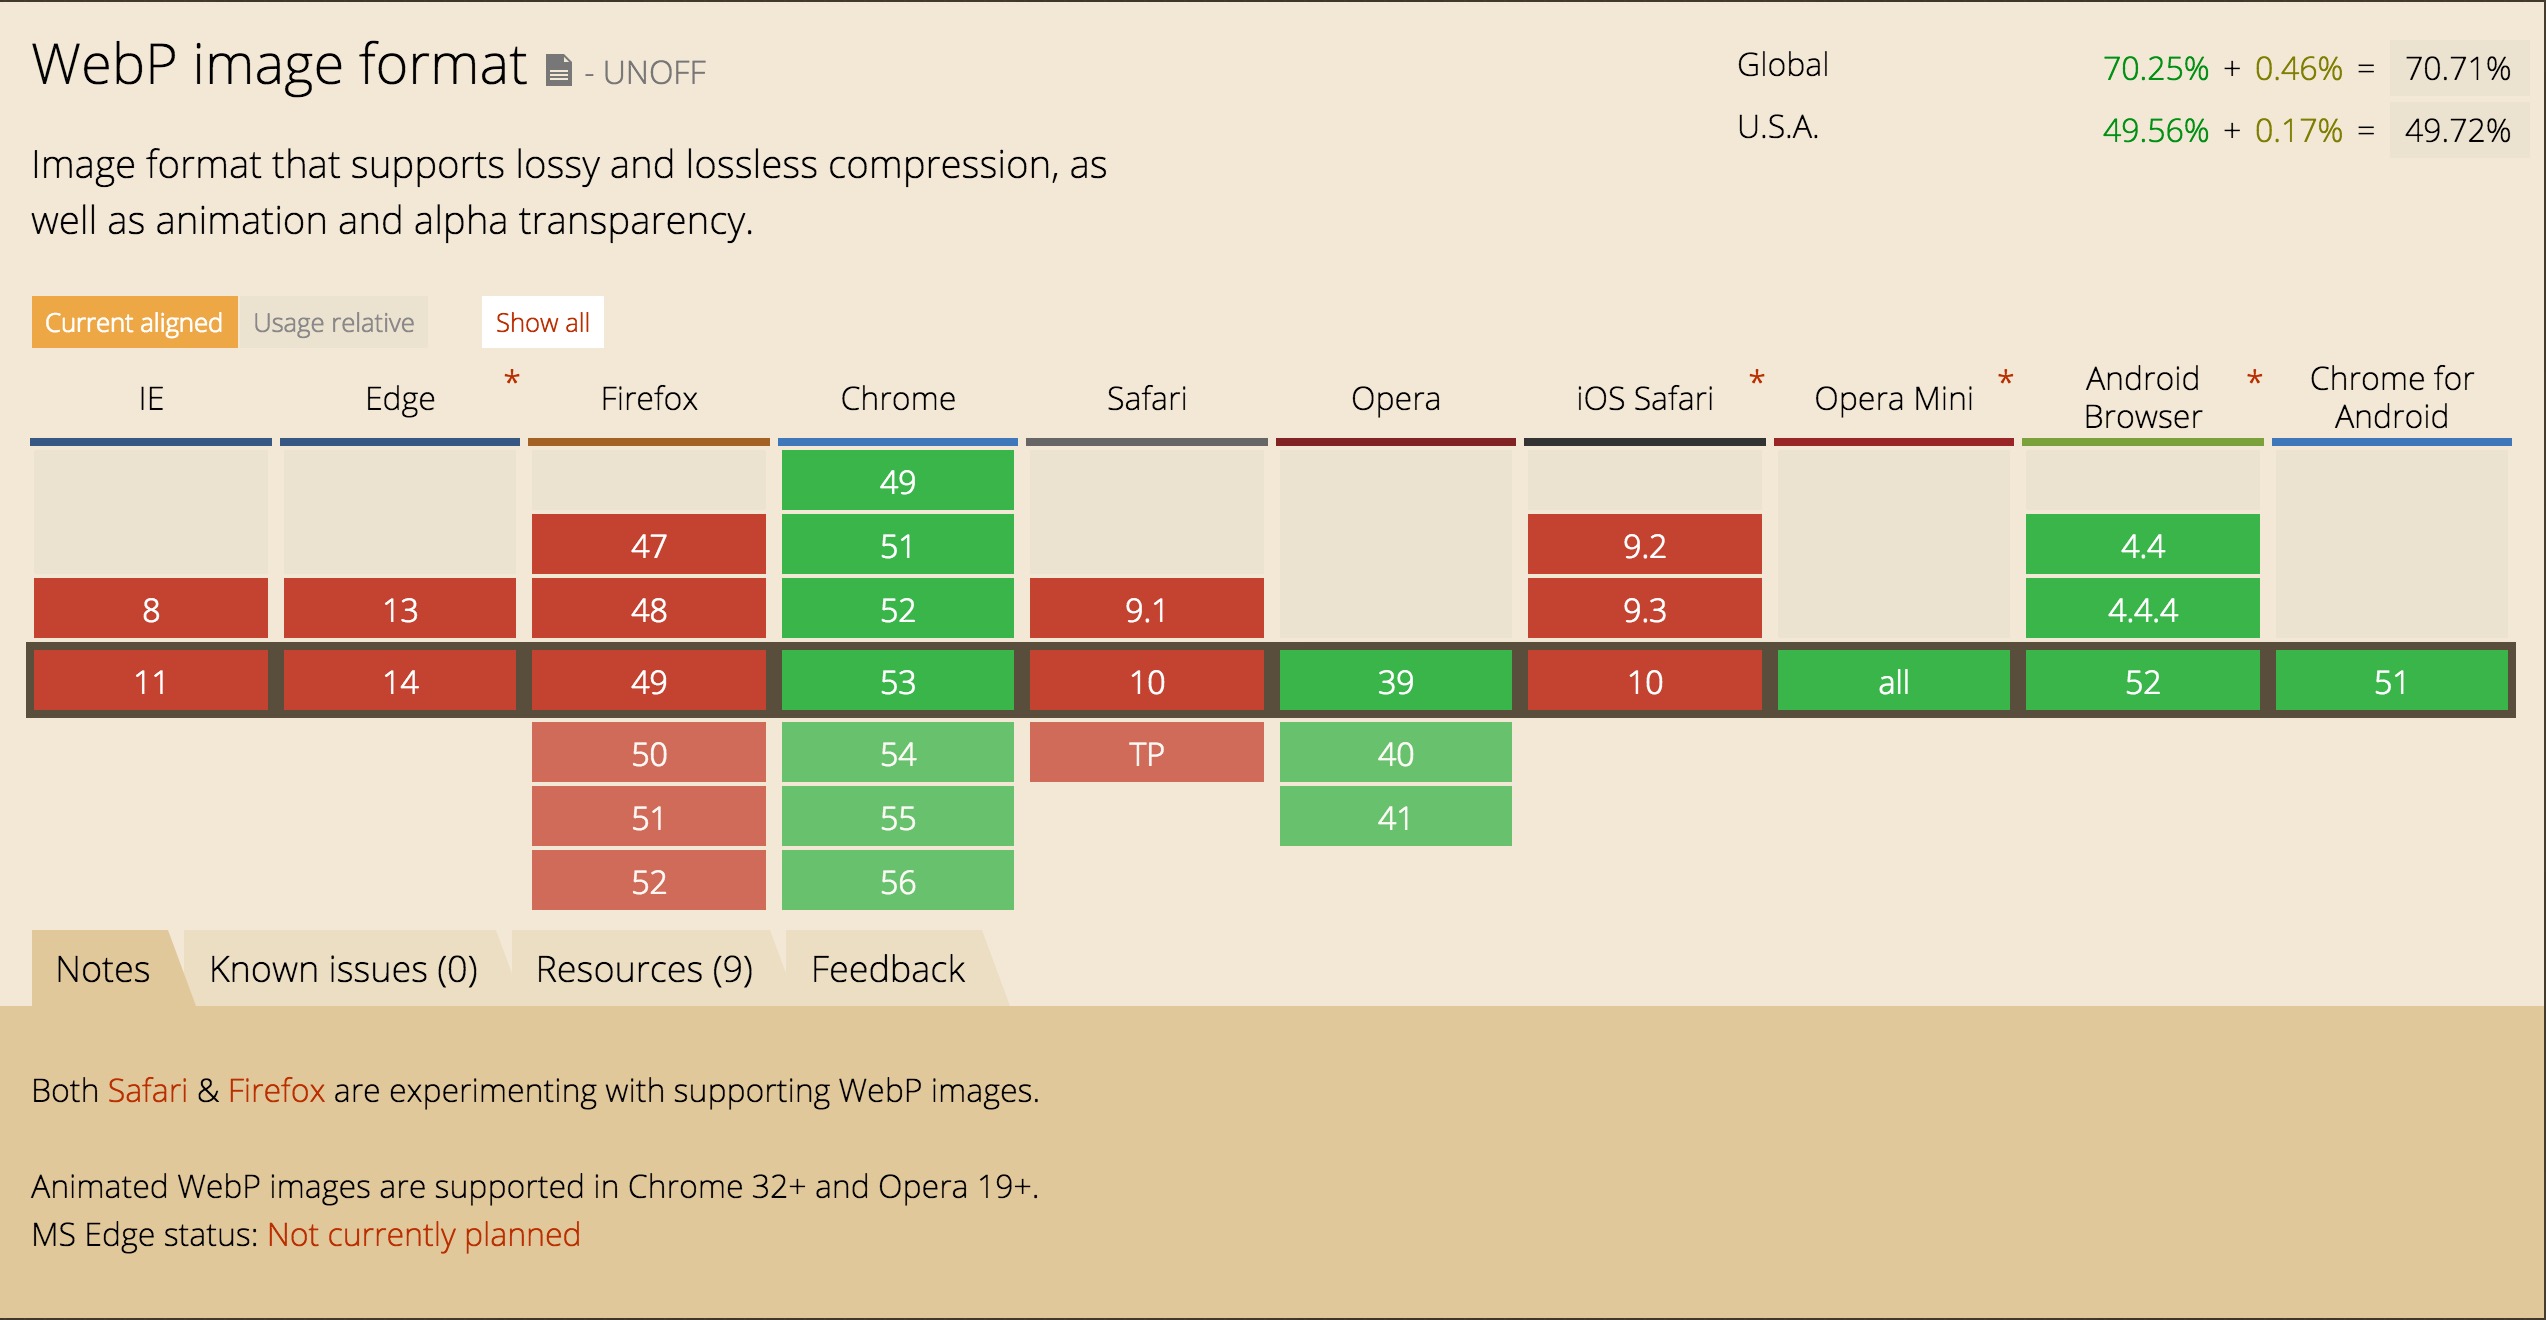 WebP image format - UNOFF
Global 70.25% + 0.46% = 70.71%
U.S.A. 49.56% + 0.17% = 49.72%
Image format that supports lossy and lossless compression, as
well as animation and alpha transparency.
Current aligned Usage relative Show all
IE Edge * Firefox Chrome Safari Opera iOS Safari * Opera Mini * Android Browser * Chrome for Android
49
47 51 9.2 4.4
8 13 48 52 9.1 9.3 4.4.4
11 14 49 53 10 39 10 all 52 51
50 54 TP 40
51 55 41
52 56
Notes Known issues (0) Resources (9) Feedback
Both Safari & Firefox are experimenting with supporting WebP images.
Animated WebP images are supported in Chrome 32+ and Opera 19+.
MS Edge status: Not currently planned